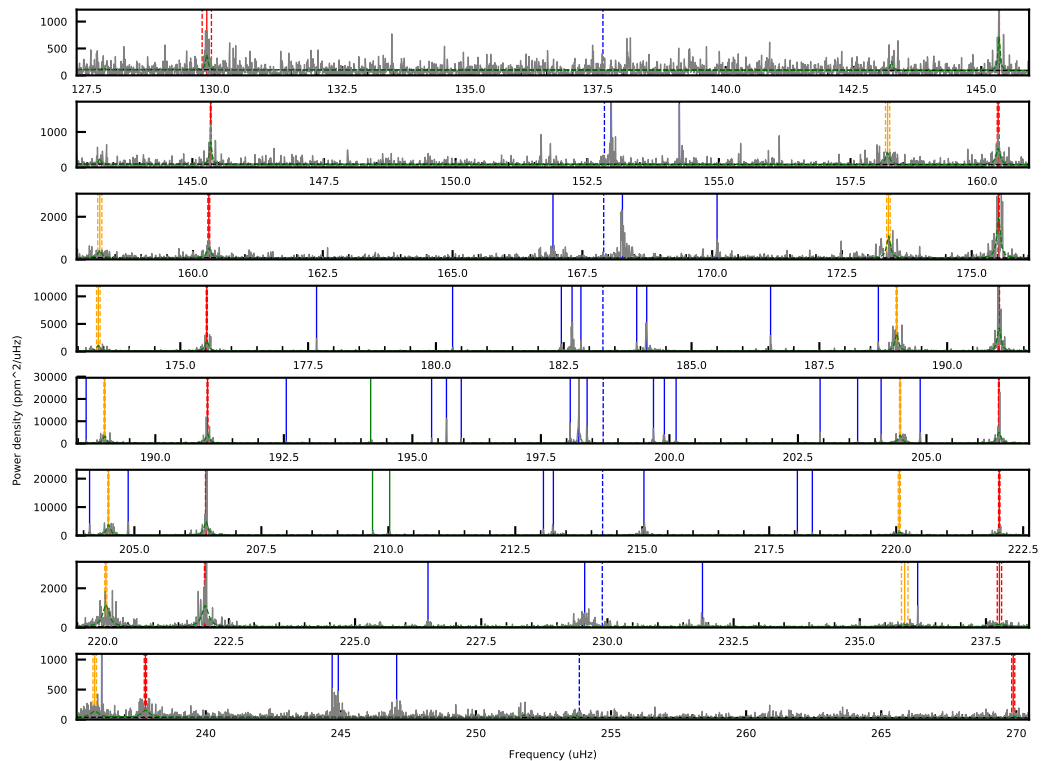 1000
500
0
127.5 130.0 132.5 135.0 137.5 140.0 142.5 145.0
1000
0
145.0 147.5 150.0 152.5 155.0 157.5 160.0
2000
0
160.0 162.5 165.0 167.5 170.0 172.5 175.0
10000
5000
0
175.0 177.5 180.0 182.5 185.0 187.5 190.0
30000
20000
10000
0
190.0 192.5 195.0 197.5 200.0 202.5 205.0
Power density (ppm^2/uHz)
20000
10000
0
205.0 207.5 210.0 212.5 215.0 217.5 220.0 222.5
2000
0
220.0 222.5 225.0 227.5 230.0 232.5 235.0 237.5
1000
500
0
240 245 250 255 260 265 270
Frequency (uHz)